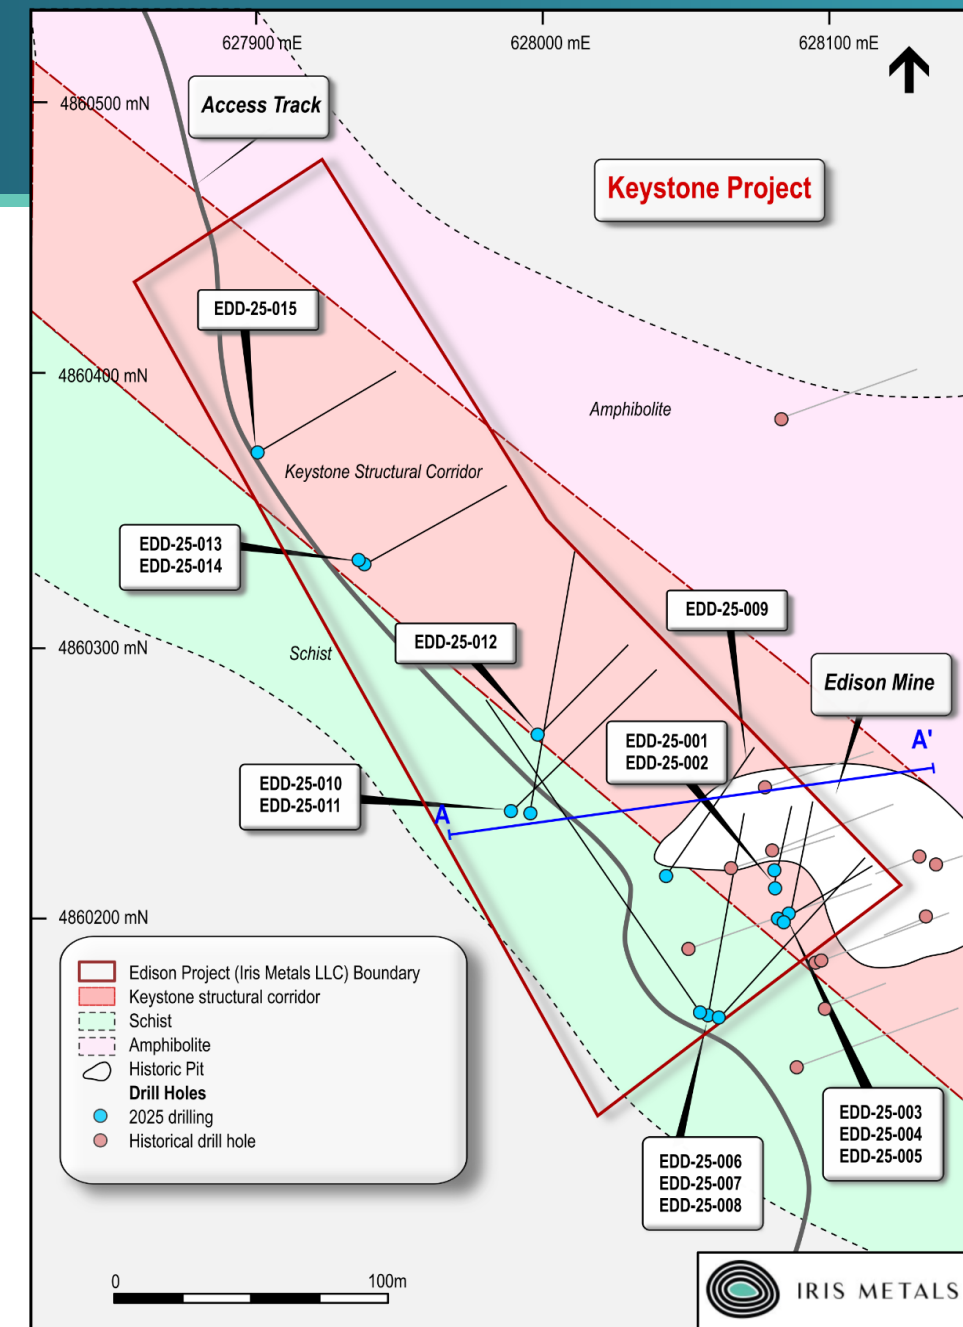 627900 mE
628000 mE
628100 mE
4860500 mN
Access Track
Keystone Project
EDD-25-015
4860400 mN
Amphibolite
Keystone Structural Corridor
EDD-25-013
EDD-25-014
EDD-25-009
EDD-25-012
4860300 mN
Schist
Edison Mine
EDD-25-001
EDD-25-002
A'
EDD-25-010
EDD-25-011
A
4860200 mN
Edison Project (Iris Metals LLC) Boundary
Keystone structural corridor
Schist
Amphibolite
Historic Pit
Drill Holes
2025 drilling
Historical drill hole
EDD-25-003
EDD-25-004
EDD-25-005
EDD-25-006
EDD-25-007
EDD-25-008
0
100m
IRIS METALS